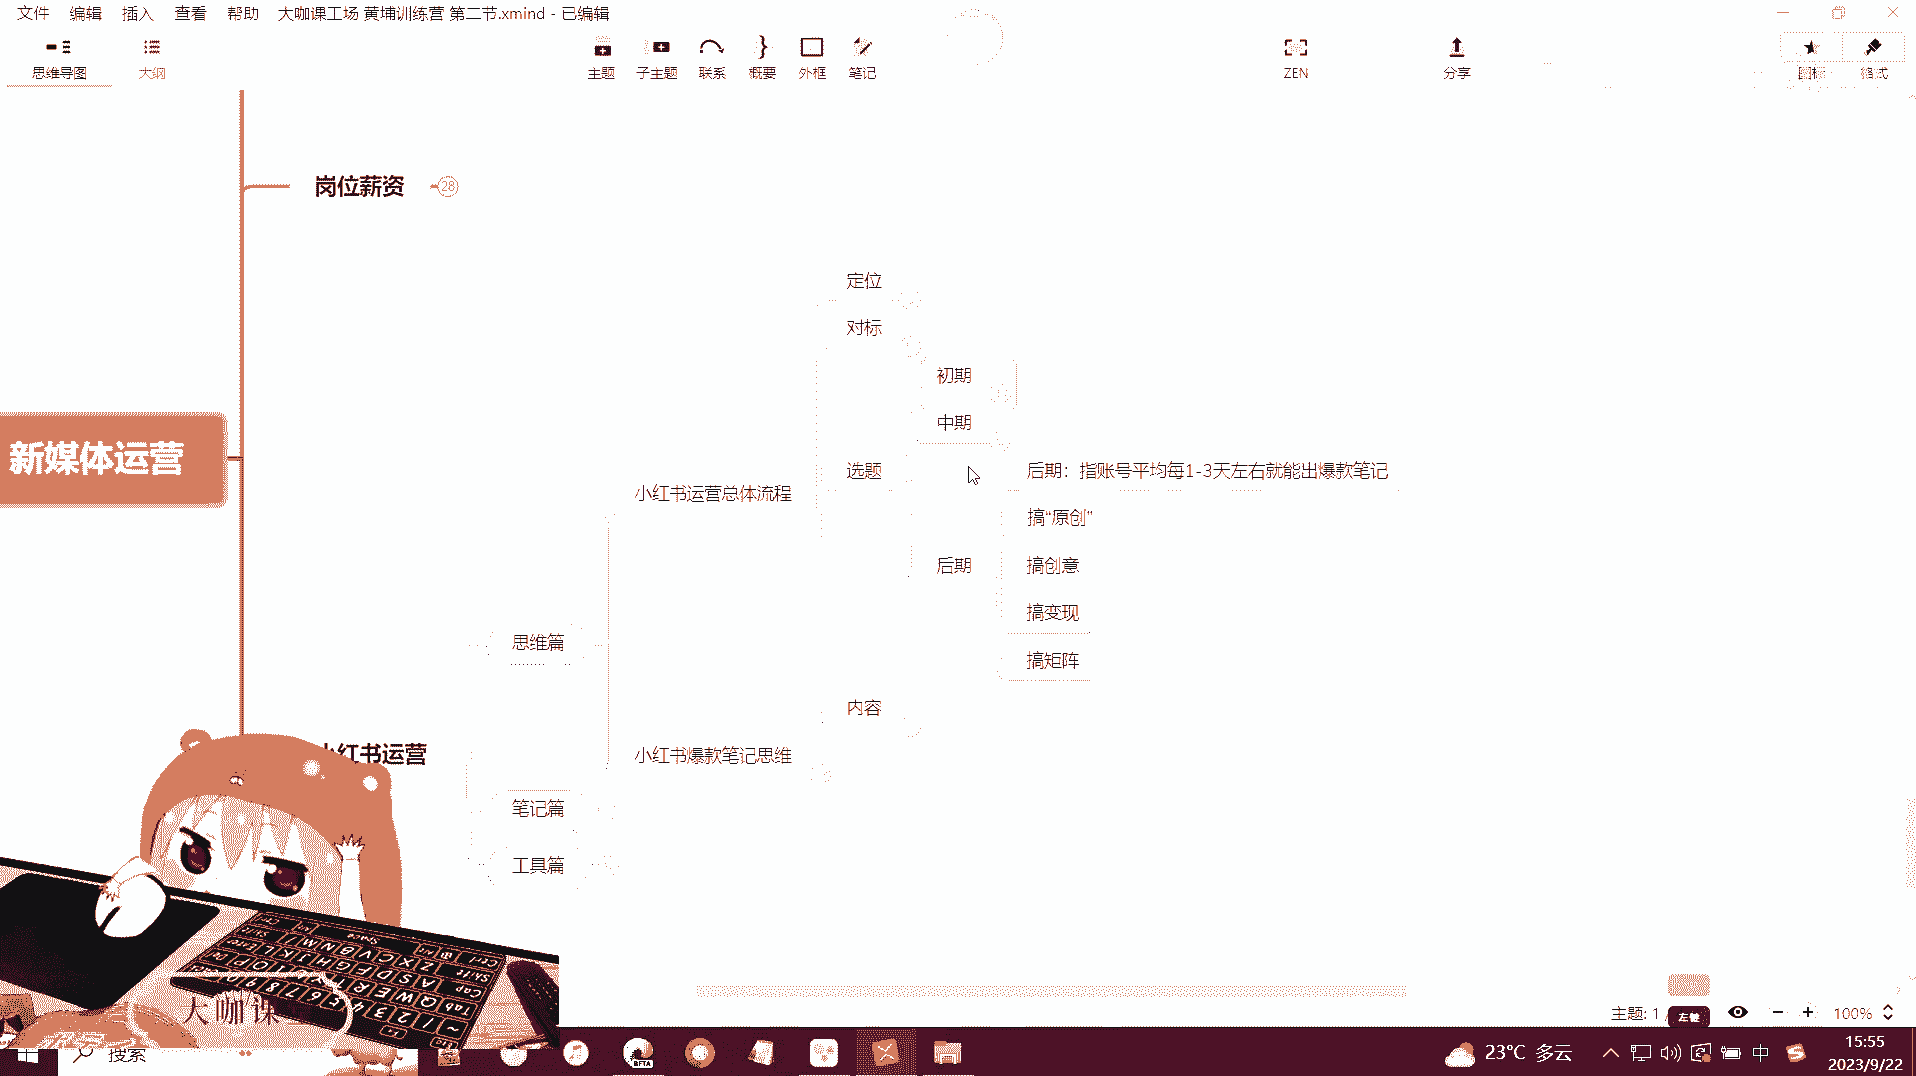 文件 编辑 插入 查看 帮助 大咖课工场 黄埔训练营 第二节.xmind - 已编辑
思维导图 大纲 主题 子主题 联系 概要 外框 笔记 ZEN 分享 图标 格式
岗位薪资 28
定位
对标
初期
中期
新媒体运营
选题
后期：指账号平均每1-3天左右就能出爆款笔记
小红书运营总体流程
搞“原创”
后期
搞创意
搞变现
思维篇
搞矩阵
内容
小红书运营
小红书爆款笔记思维
笔记篇
工具篇
大咖课
主题: 1 /
左键
100%
搜索
BETA
23°C 多云
中
15:55
2023/9/22